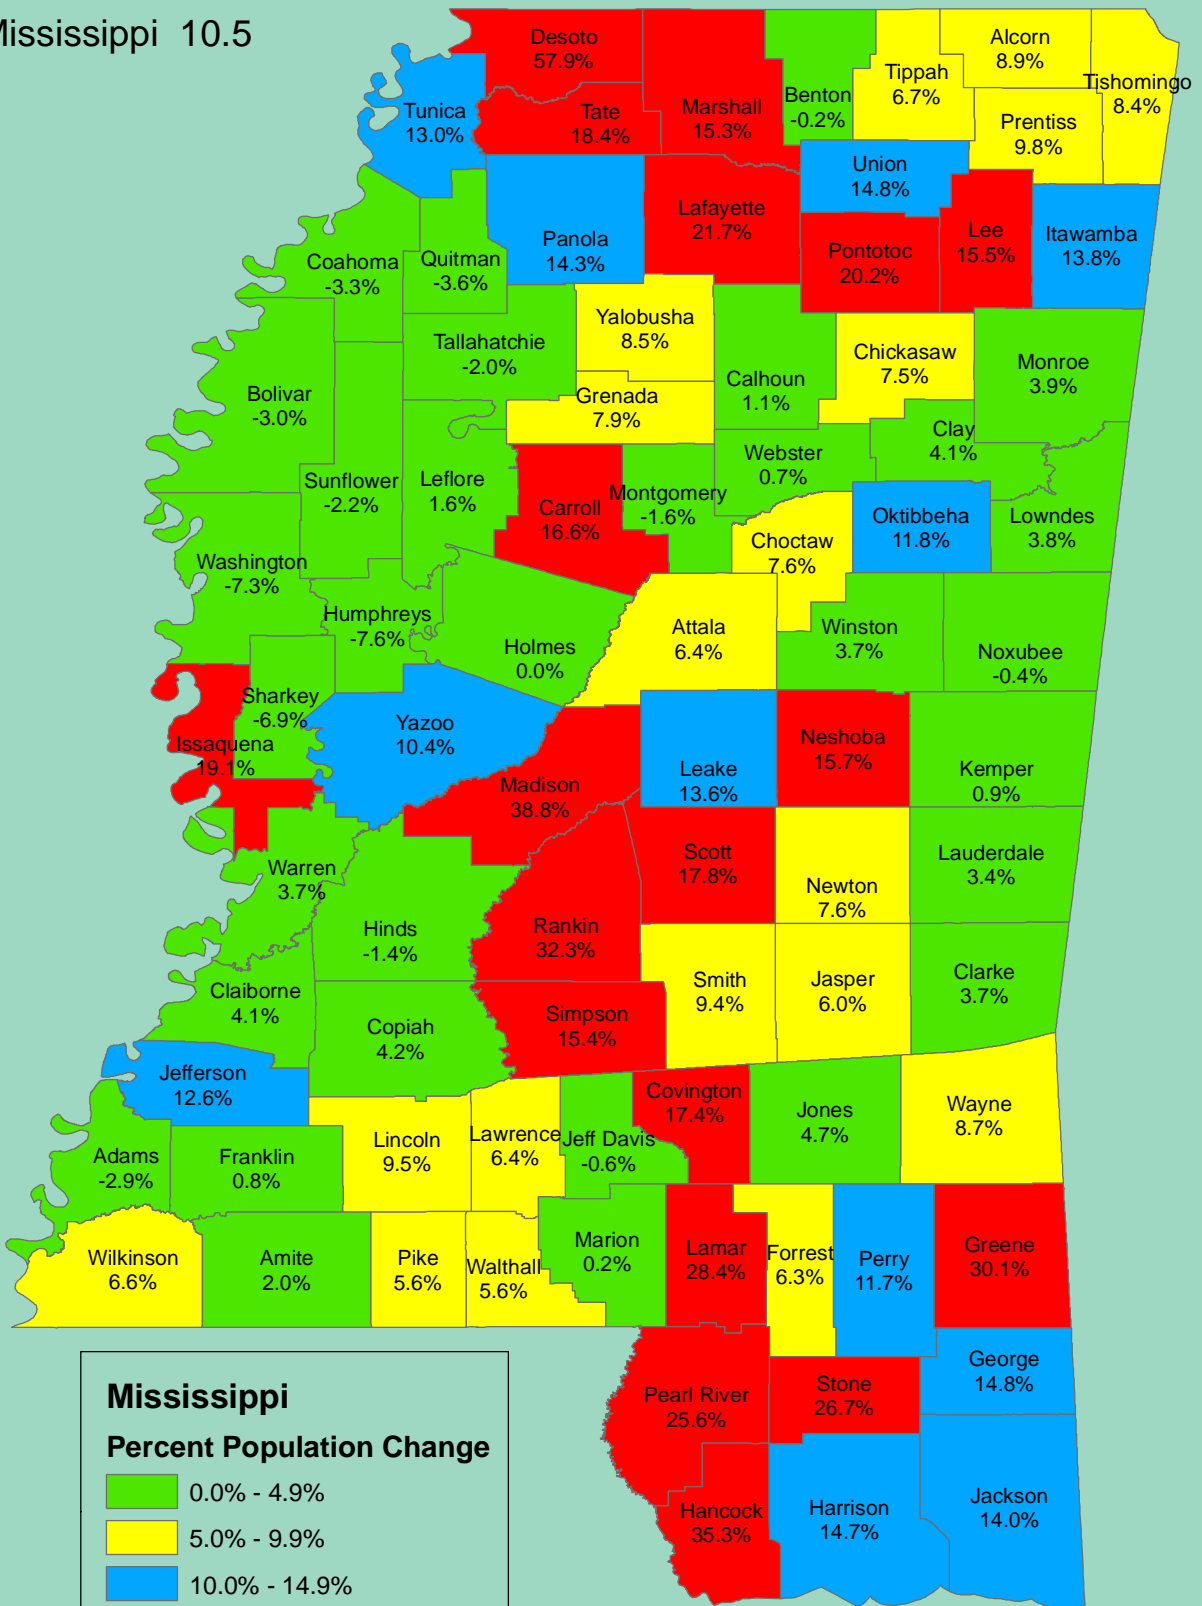 Mississippi 10.5
Desoto
57.9%
Tate
18.4%
Marshall
15.3%
Benton
-0.2%
Tippah
6.7%
Alcorn
8.9%
Tishomingo
8.4%
Prentiss
9.8%
Tunica
13.0%
Union
14.8%
Panola
14.3%
Lafayette
21.7%
Pontotoc
20.2%
Lee
15.5%
Itawamba
13.8%
Coahoma
-3.3%
Quitman
-3.6%
Tallahatchie
-2.0%
Yalobusha
8.5%
Calhoun
1.1%
Chickasaw
7.5%
Monroe
3.9%
Bolivar
-3.0%
Grenada
7.9%
Clay
4.1%
Sunflower
-2.2%
Leflore
1.6%
Carroll
16.6%
Montgomery
-1.6%
Webster
0.7%
Oktibbeha
11.8%
Lowndes
3.8%
Choctaw
7.6%
Washington
-7.3%
Humphreys
-7.6%
Holmes
0.0%
Attala
6.4%
Winston
3.7%
Noxubee
-0.4%
Sharkey
-6.9%
Issaquena
19.1%
Yazoo
10.4%
Madison
38.8%
Leake
13.6%
Neshoba
15.7%
Kemper
0.9%
Warren
3.7%
Hinds
-1.4%
Rankin
32.3%
Scott
17.8%
Newton
7.6%
Lauderdale
3.4%
Claiborne
4.1%
Copiah
4.2%
Simpson
15.4%
Smith
9.4%
Jasper
6.0%
Clarke
3.7%
Jefferson
12.6%
Adams
-2.9%
Franklin
0.8%
Lincoln
9.5%
Lawrence
6.4%
Jeff Davis
-0.6%
Covington
17.4%
Jones
4.7%
Wayne
8.7%
Wilkinson
6.6%
Amite
2.0%
Pike
5.6%
Walthall
5.6%
Marion
0.2%
Lamar
28.4%
Forrest
6.3%
Perry
11.7%
Greene
30.1%
Pearl River
25.6%
Stone
26.7%
George
14.8%
Hancock
35.3%
Harrison
14.7%
Jackson
14.0%
Mississippi
Percent Population Change
0.0% - 4.9%
5.0% - 9.9%
10.0% - 14.9%